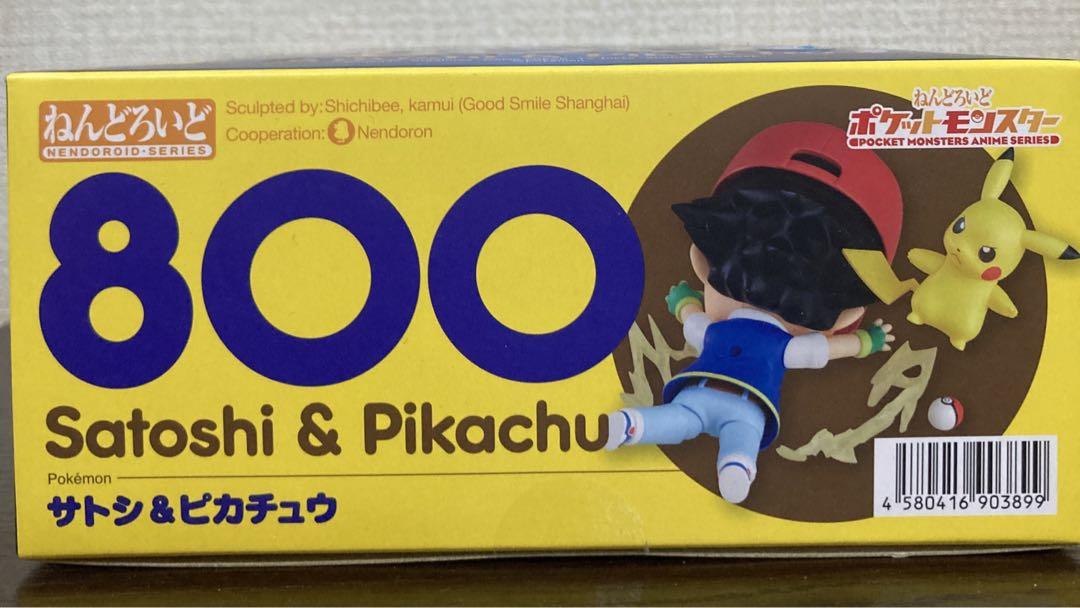 ねんどろいど
NENDOROID·SERIES
Sculpted by: Shichibee, kamui (Good Smile Shanghai)
Cooperation: Nendoron
ねんどろいど
ポケットモンスター
POCKET MONSTERS ANIME SERIES
800
Satoshi & Pikachu
Pokémon
サトシ&ピカチュウ
4 580416 903899